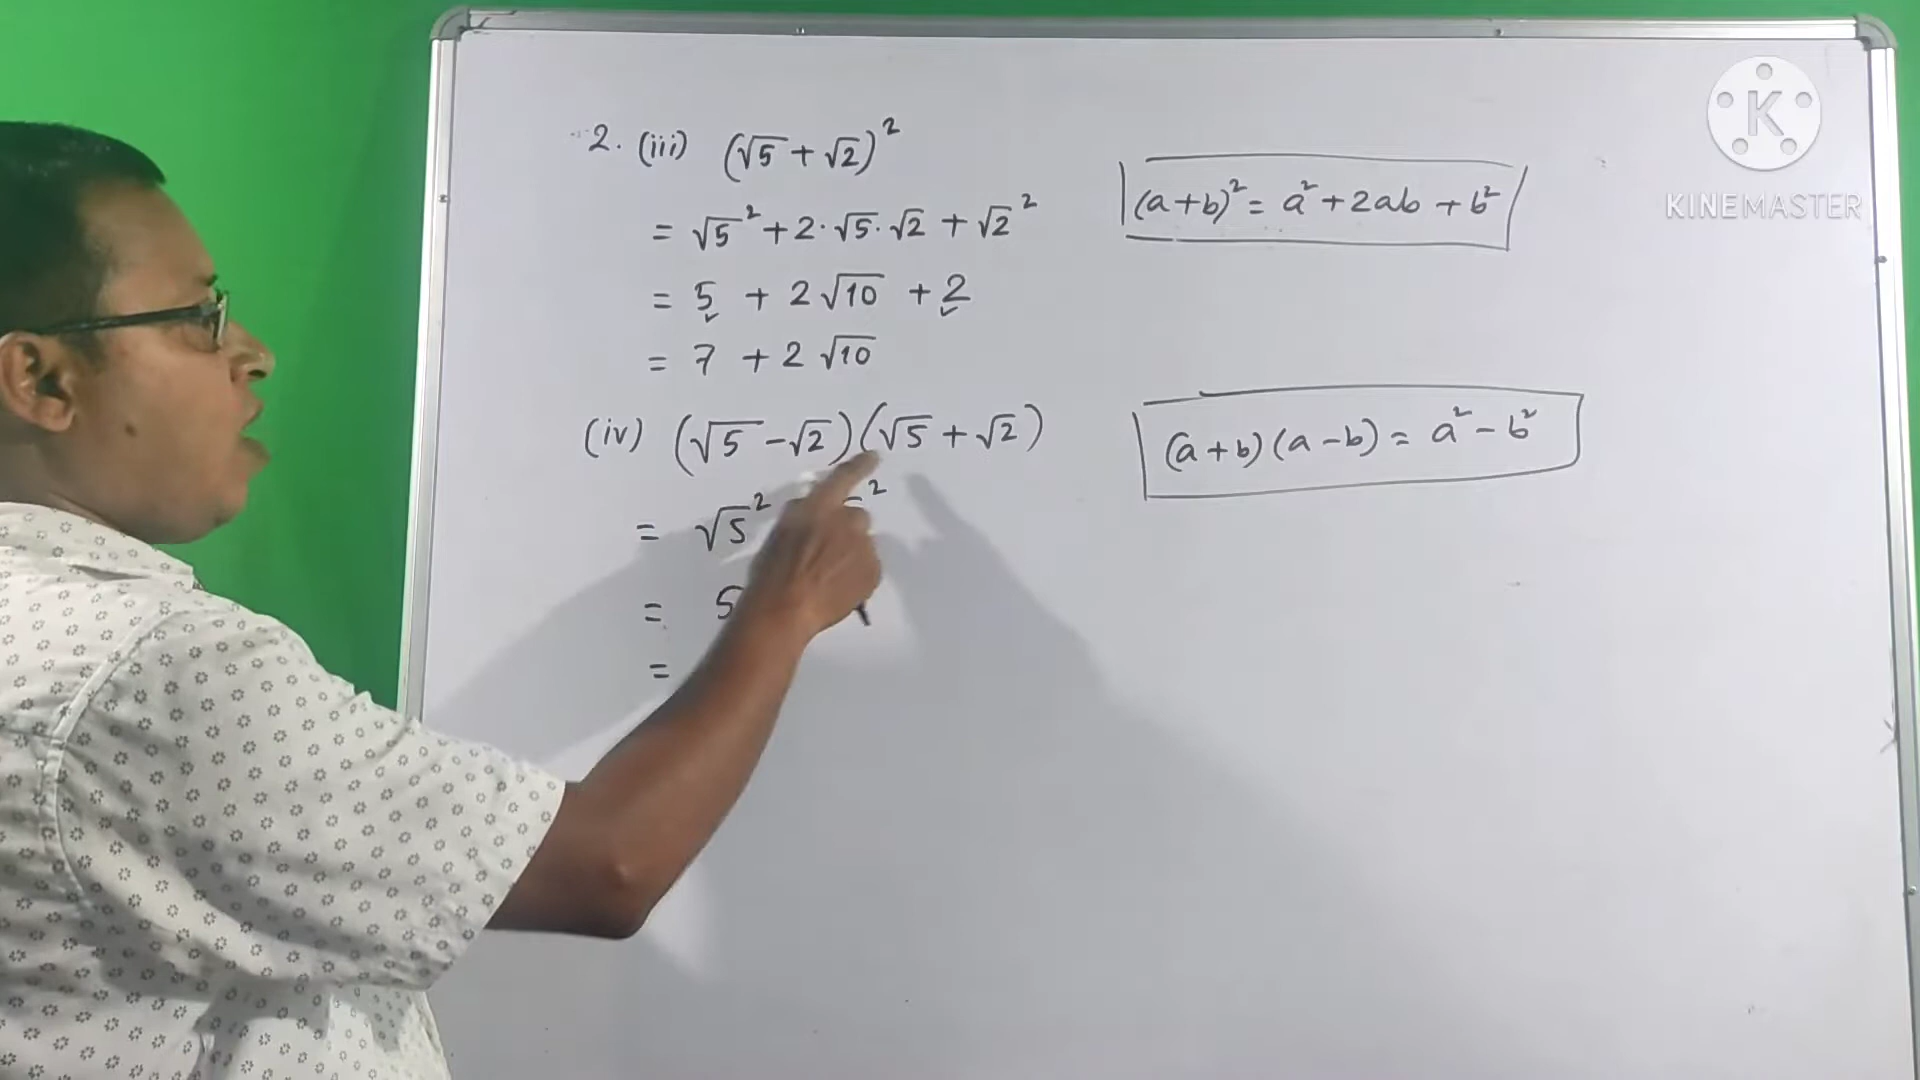 2. (iii) (√5 + √2)²
= √5² + 2·√5·√2 + √2²
= 5 + 2√10 + 2
= 7 + 2√10
(iv) (√5 - √2)(√5 + √2)
= √5² ²
= 5
=
(a+b)² = a² + 2ab + b²
(a+b)(a-b) = a² - b²
K
KINEMASTER